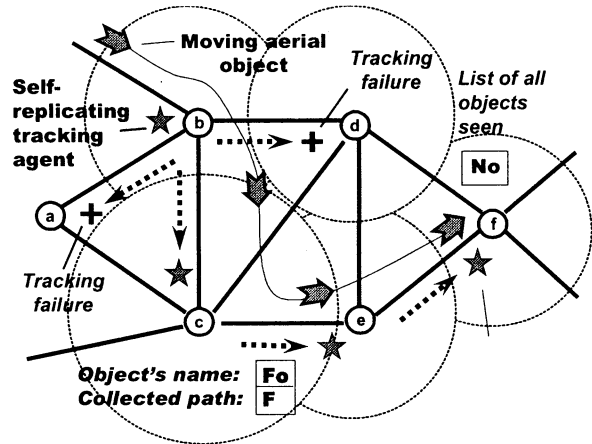 Moving aerial
object
Tracking
failure
List of all
objects
seen
Self-
replicating
tracking
agent
b
d
No
a
f
Tracking
failure
c
e
Object's name: Fo
Collected path: F